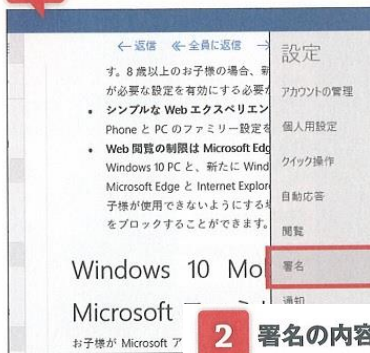 ← 返信 ≪ 全員に返信 →
す。8 歳以上のお子様の場合、新
が必要な設定を有効にする必要が
• シンプルな Web エクスペリエン
Phone と PC のファミリー設定を
• Web 閲覧の制限は Microsoft Edg
Windows 10 PC と、新たに Wind
Microsoft Edge と Internet Explor
子様が使用できないようにする
をブロックすることができます。
Windows 10 Mo
Microsoft
お子様が Microsoft ア
設定
アカウントの管理
個人用設定
クイック操作
自動応答
閲覧
署名
通知
2 署名の内容